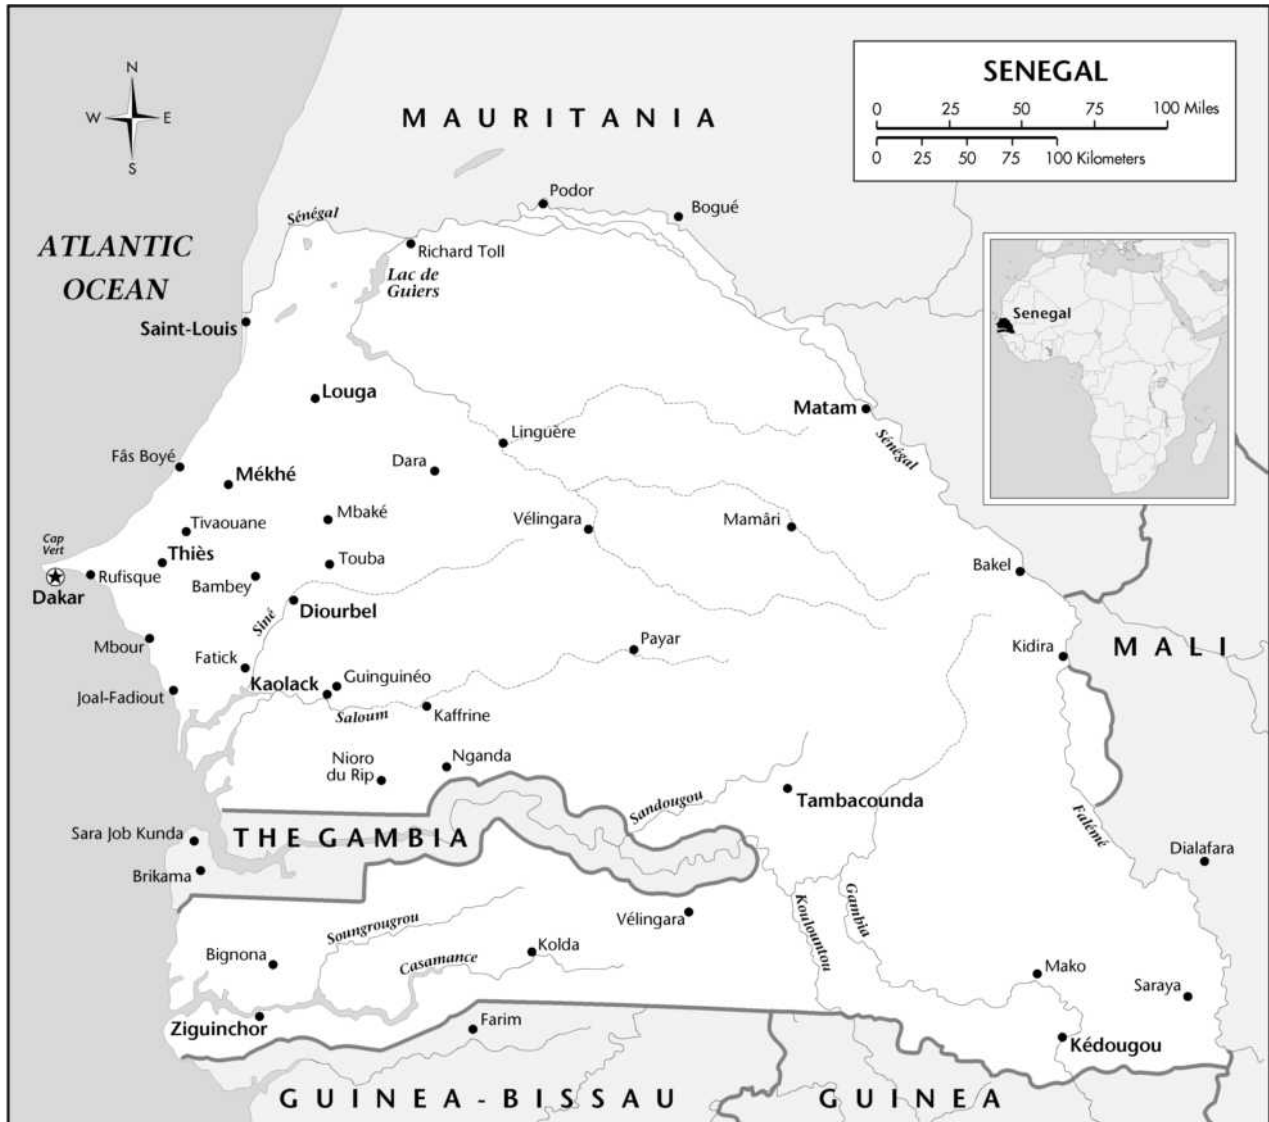 SENEGAL
0 25 50 75 100 Miles
0 25 50 75 100 Kilometers
N
W E
S
MAURITANIA
ATLANTIC
OCEAN
Sénégal
Podor
Bogué
Richard Toll
Lac de
Guiers
Senegal
Saint-Louis
Louga
Matam
Sénégal
Linguère
Fâs Boyé
Mékhé
Dara
Mbaké
Vélingara
Mamâri
Tivaouane
Cap
Vert
Thiès
Touba
Bakel
Rufisque
Bambey
Dakar
Diourbel
Siné
Mbour
Payar
Kidira
MALI
Fatick
Kaolack
Guinguinéo
Joal-Fadiout
Saloum
Kaffrine
Nioro
du Rip
Nganda
Sandougou
Tambacounda
Falémé
Sara Job Kunda
THE GAMBIA
Dialafara
Brikama
Vélingara
Koulountou
Gambia
Soungrougrou
Bignona
Casamance
Kolda
Mako
Saraya
Ziguinchor
Farim
Kédougou
GUINEA-BISSAU
GUINEA